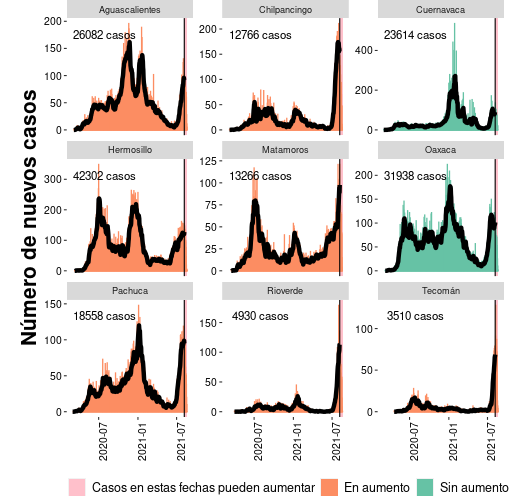 Número de nuevos casos
Aguascalientes
Chilpancingo
Cuernavaca
26082 casos
12766 casos
23614 casos
200
150
100
50
0
200
150
100
50
0
400
200
0
Hermosillo
Matamoros
Oaxaca
42302 casos
13266 casos
31938 casos
300
200
100
0
125
100
75
50
25
0
200
150
100
50
0
Pachuca
Rioverde
Tecomán
18558 casos
4930 casos
3510 casos
150
100
50
0
150
100
50
0
100
50
0
2020-07
2021-01
2021-07
2020-07
2021-01
2021-07
2020-07
2021-01
2021-07
Casos en estas fechas pueden aumentar
En aumento
Sin aumento